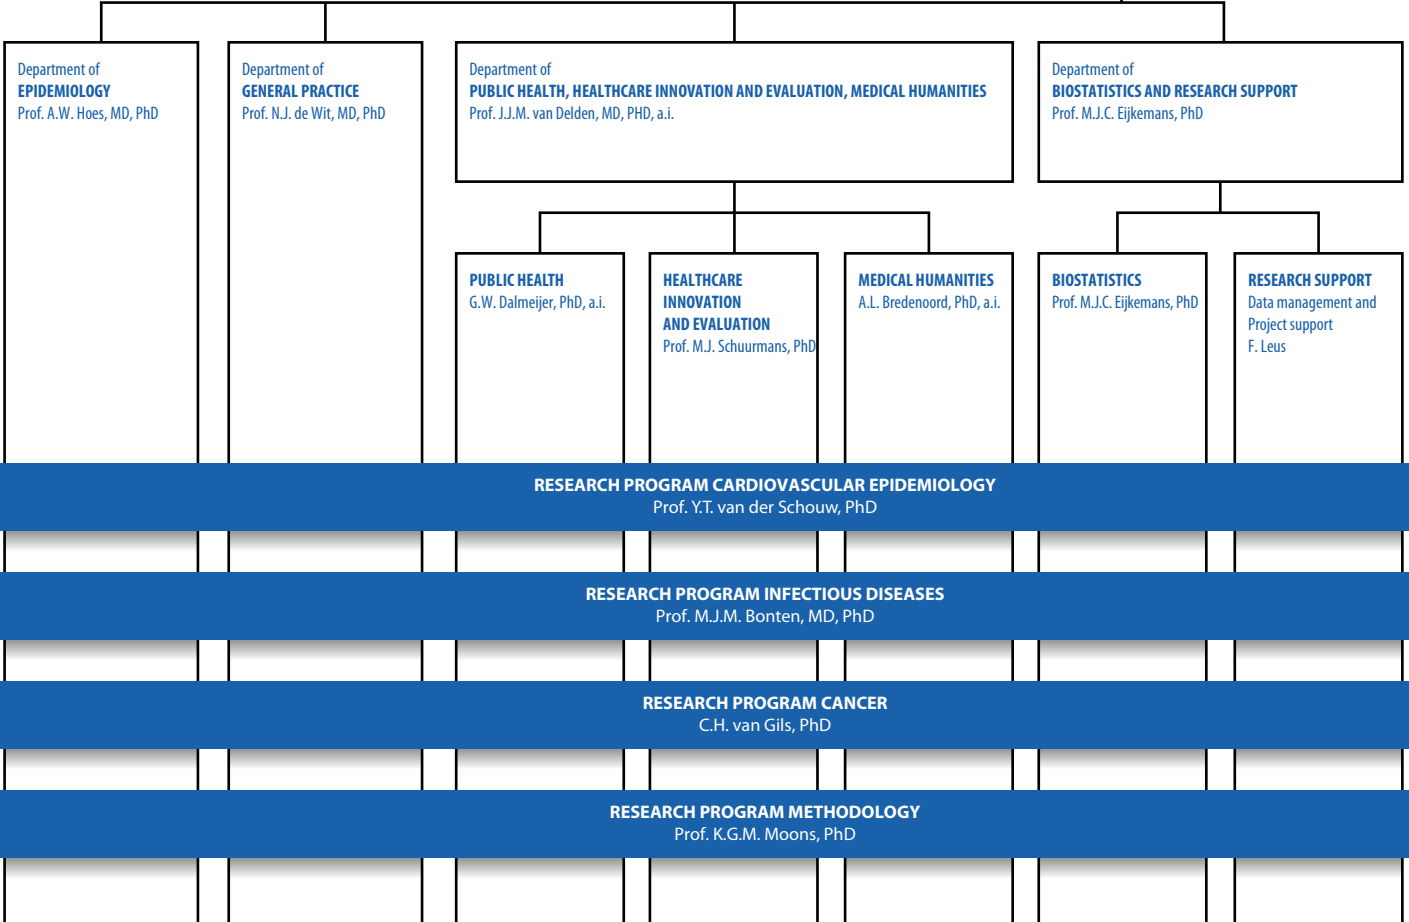 Department of
EPIDEMIOLOGY
Prof. A.W. Hoes, MD, PhD
Department of
GENERAL PRACTICE
Prof. N.J. de Wit, MD, PhD
Department of
PUBLIC HEALTH, HEALTHCARE INNOVATION AND EVALUATION, MEDICAL HUMANITIES
Prof. J.J.M. van Delden, MD, PHD, a.i.
Department of
BIOSTATISTICS AND RESEARCH SUPPORT
Prof. M.J.C. Eijkemans, PhD
PUBLIC HEALTH
G.W. Dalmeijer, PhD, a.i.
HEALTHCARE
INNOVATION
AND EVALUATION
Prof. M.J. Schuurmans, PhD
MEDICAL HUMANITIES
A.L. Bredenoord, PhD, a.i.
BIOSTATISTICS
Prof. M.J.C. Eijkemans, PhD
RESEARCH SUPPORT
Data management and
Project support
F. Leus
RESEARCH PROGRAM CARDIOVASCULAR EPIDEMIOLOGY
Prof. Y.T. van der Schouw, PhD
RESEARCH PROGRAM INFECTIOUS DISEASES
Prof. M.J.M. Bonten, MD, PhD
RESEARCH PROGRAM CANCER
C.H. van Gils, PhD
RESEARCH PROGRAM METHODOLOGY
Prof. K.G.M. Moons, PhD